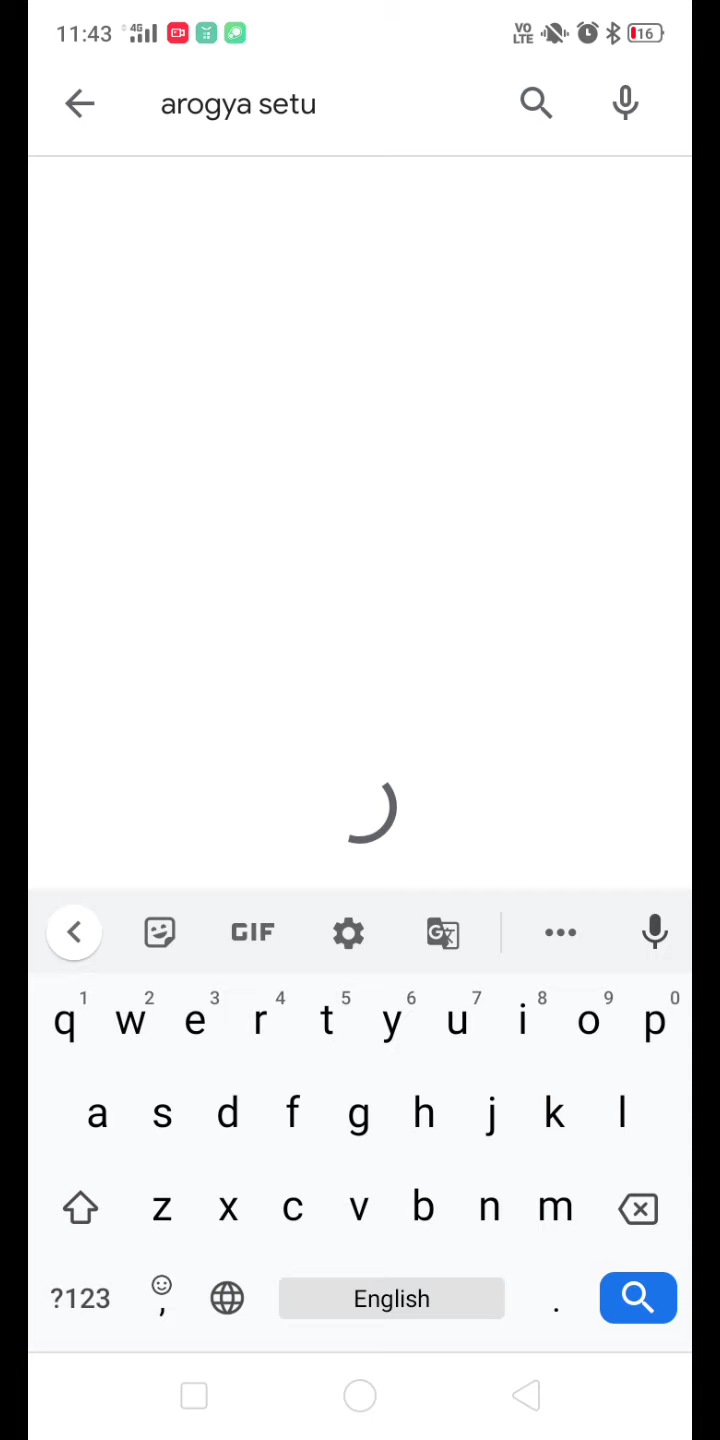 11:43 4G VO LTE 16
arogya setu
GIF G
1 2 3 4 5 6 7 8 9 0
q w e r t y u i o p
a s d f g h j k l
z x c v b n m
?123 , English .